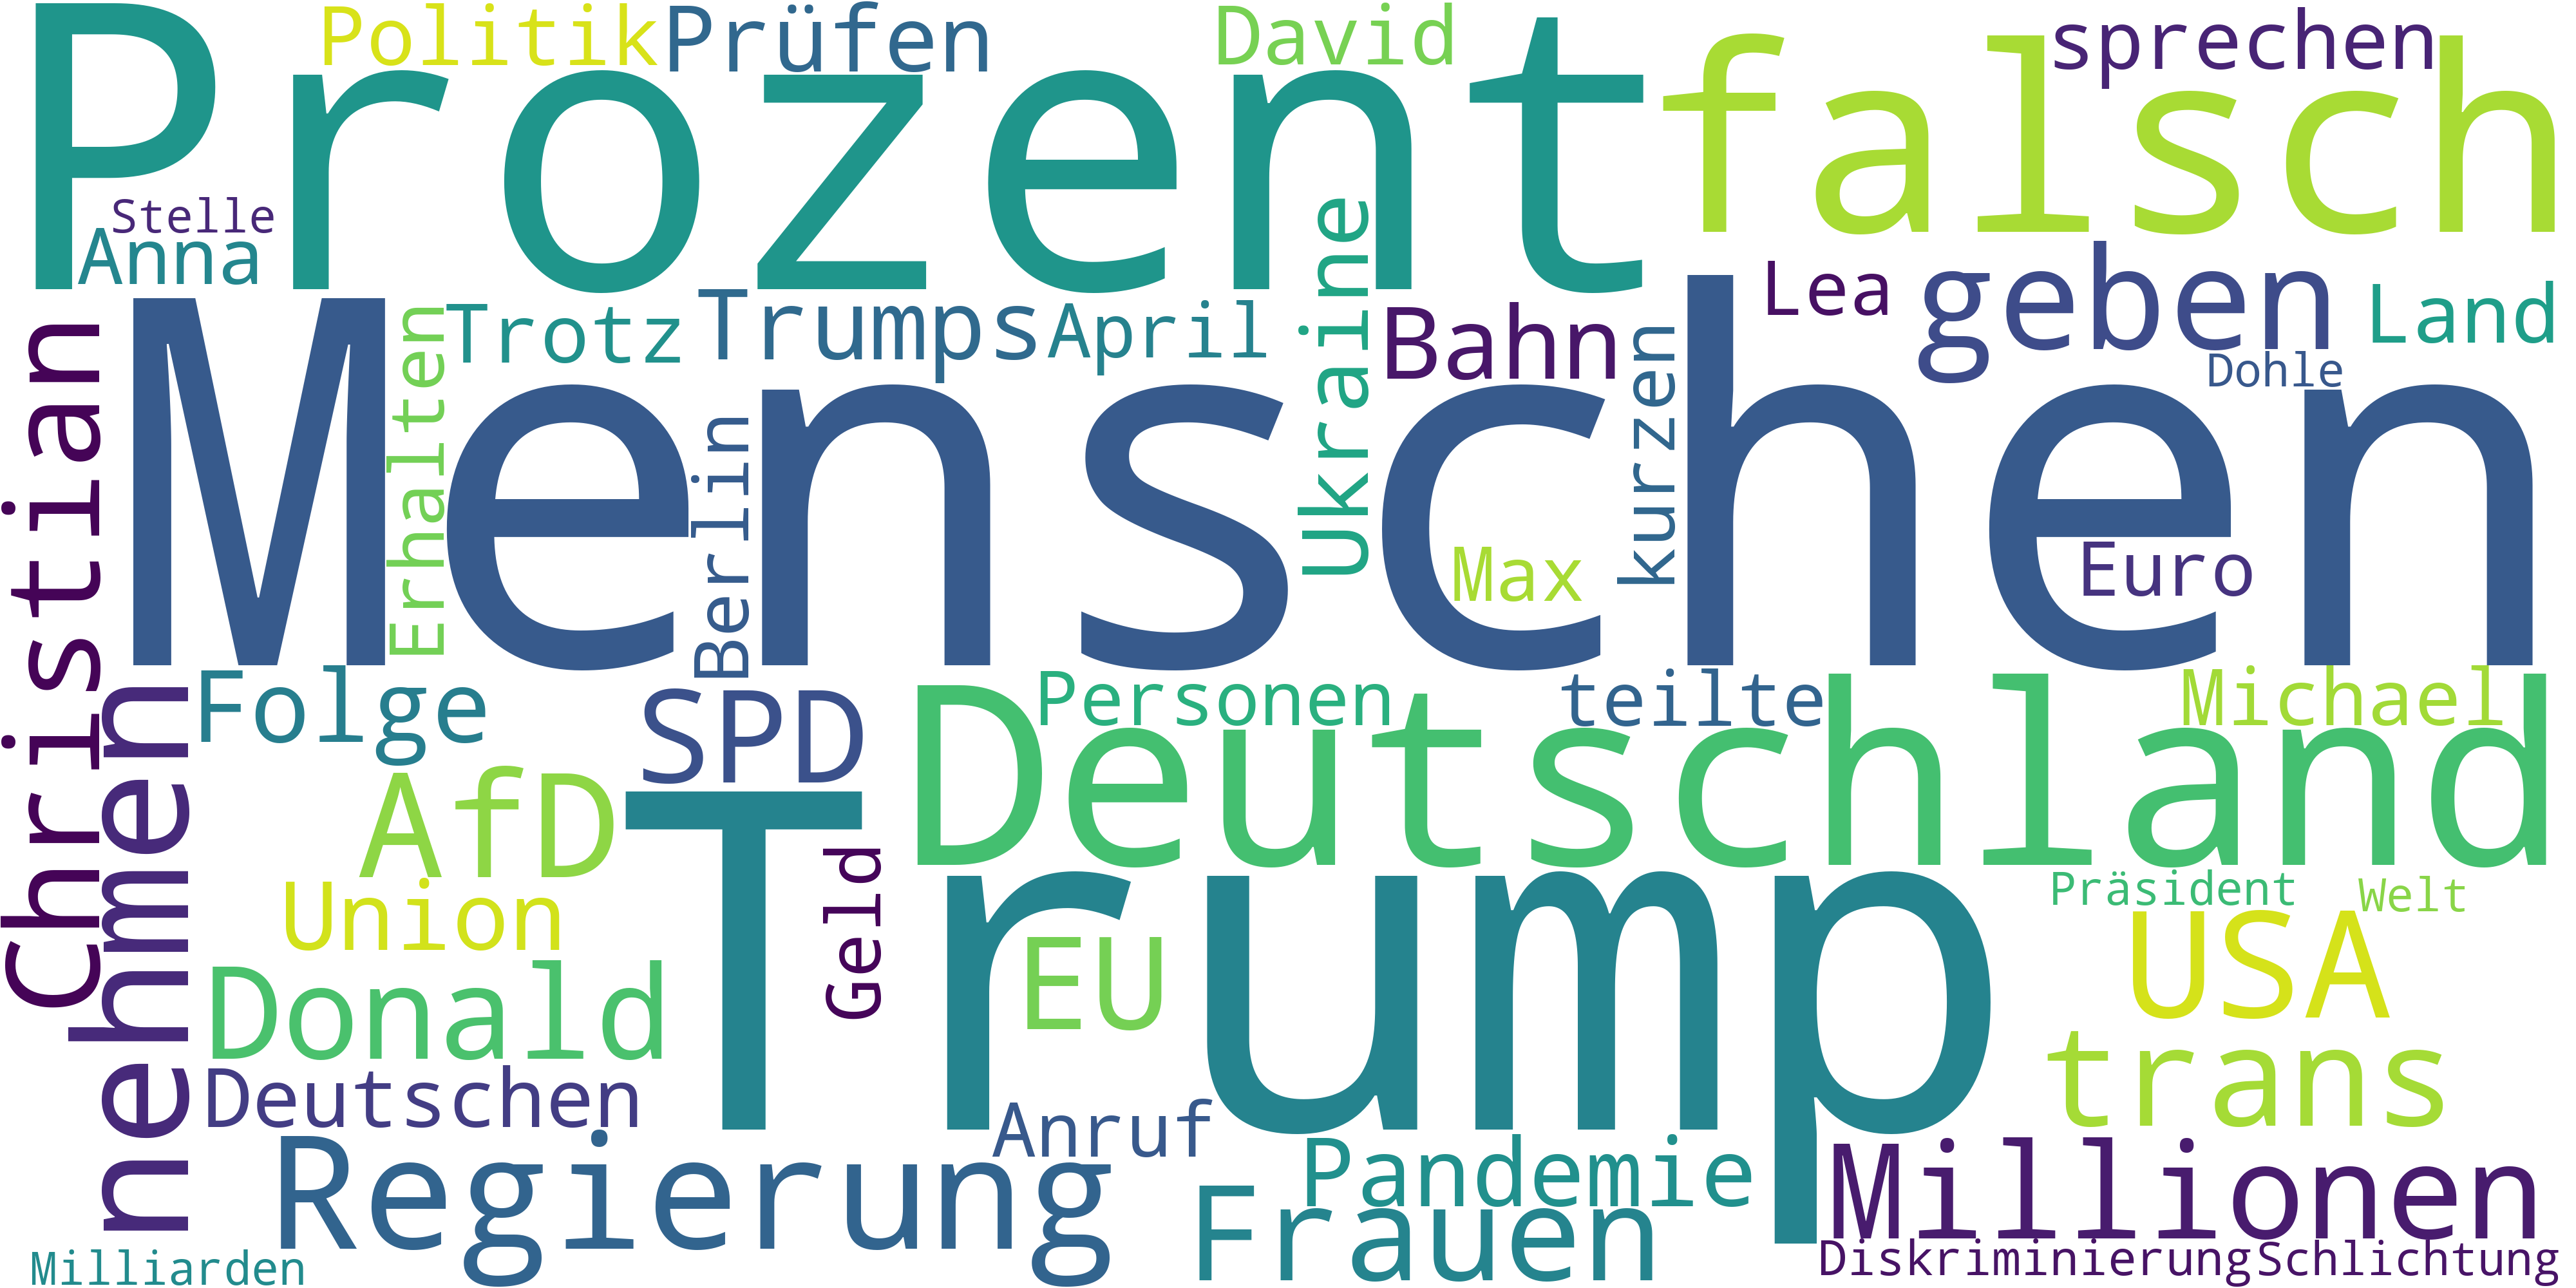 Politik
Prüfen
David
sprechen
Prozent
falsch
Stelle
Anna
Ukraine
Lea
geben
Land
Trotz
Trumps
April
Bahn
kurzen
Dohle
Christian
Menschen
Erhalten
Berlin
Max
Euro
Folge
SPD
Personen
teilte
Michael
nehmen
AfD
Deutschland
Trump
Geld
Union
EU
Präsident
Welt
USA
Donald
trans
Deutschen
Anruf
Regierung
Pandemie
Frauen
Millionen
Milliarden
Diskriminierung
Schlichtung